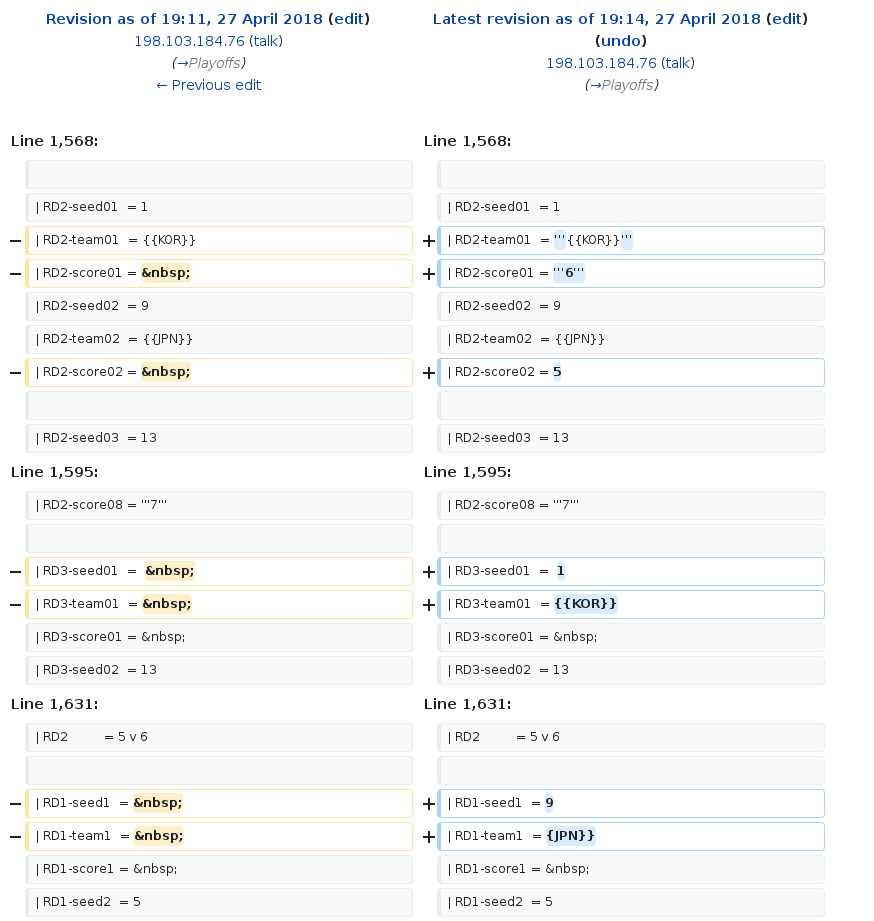 Revision as of 19:11, 27 April 2018 (edit)
198.103.184.76 (talk)
(→Playoffs)
← Previous edit
Latest revision as of 19:14, 27 April 2018 (edit)
(undo)
198.103.184.76 (talk)
(→Playoffs)
Line 1,568:
Line 1,568:
| RD2-seed01  = 1
| RD2-seed01  = 1
− | RD2-team01  = {{KOR}}
+ | RD2-team01  = '''{{KOR}}'''
− | RD2-score01 = &nbsp;
+ | RD2-score01 = '''6'''
| RD2-seed02  = 9
| RD2-seed02  = 9
| RD2-team02  = {{JPN}}
| RD2-team02  = {{JPN}}
− | RD2-score02 = &nbsp;
+ | RD2-score02 = 5
| RD2-seed03  = 13
| RD2-seed03  = 13
Line 1,595:
Line 1,595:
| RD2-score08 = '''7'''
| RD2-score08 = '''7'''
− | RD3-seed01  =  &nbsp;
+ | RD3-seed01  =  1
− | RD3-team01  = &nbsp;
+ | RD3-team01  = {{KOR}}
| RD3-score01 = &nbsp;
| RD3-score01 = &nbsp;
| RD3-seed02  = 13
| RD3-seed02  = 13
Line 1,631:
Line 1,631:
| RD2         = 5 v 6
| RD2         = 5 v 6
− | RD1-seed1  = &nbsp;
+ | RD1-seed1  = 9
− | RD1-team1  = &nbsp;
+ | RD1-team1  = {JPN}}
| RD1-score1 = &nbsp;
| RD1-score1 = &nbsp;
| RD1-seed2  = 5
| RD1-seed2  = 5